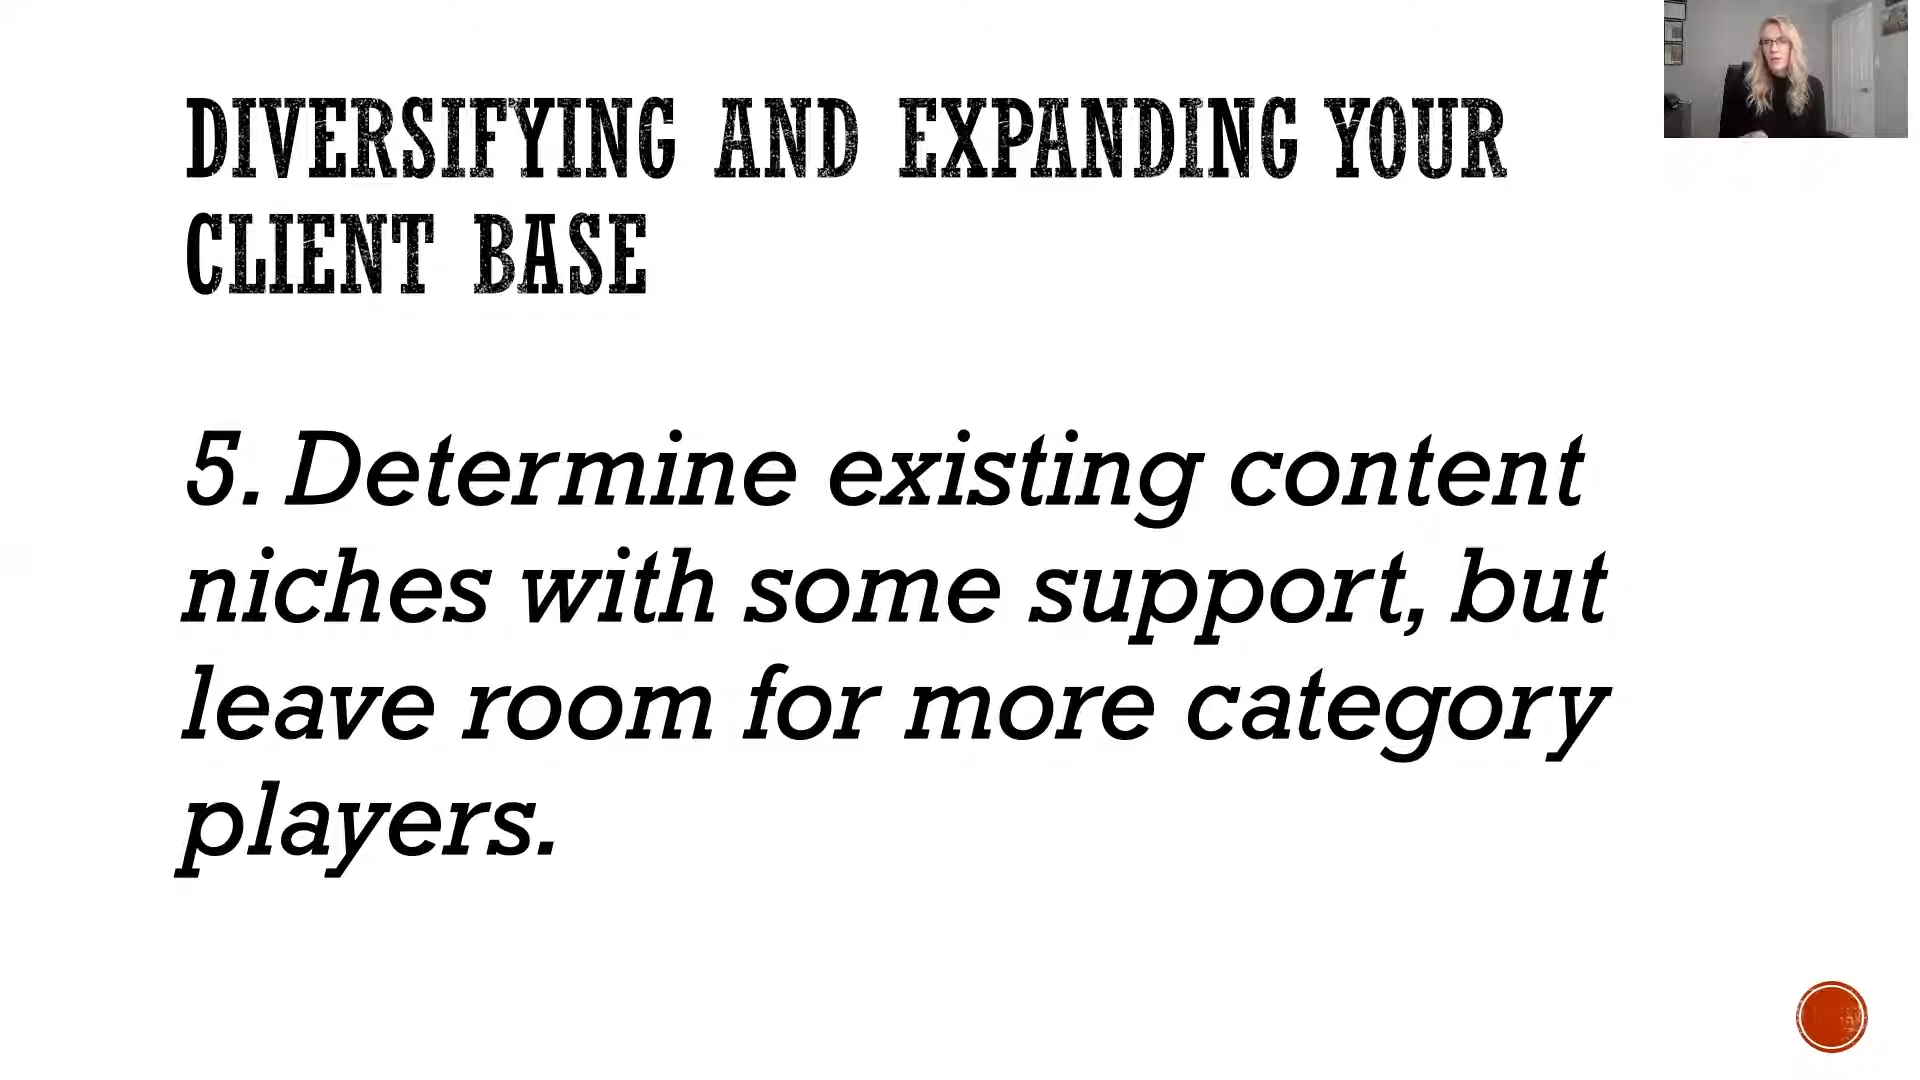 DIVERSIFYING AND EXPANDING YOUR
CLIENT BASE
5. Determine existing content
niches with some support, but
leave room for more category
players.